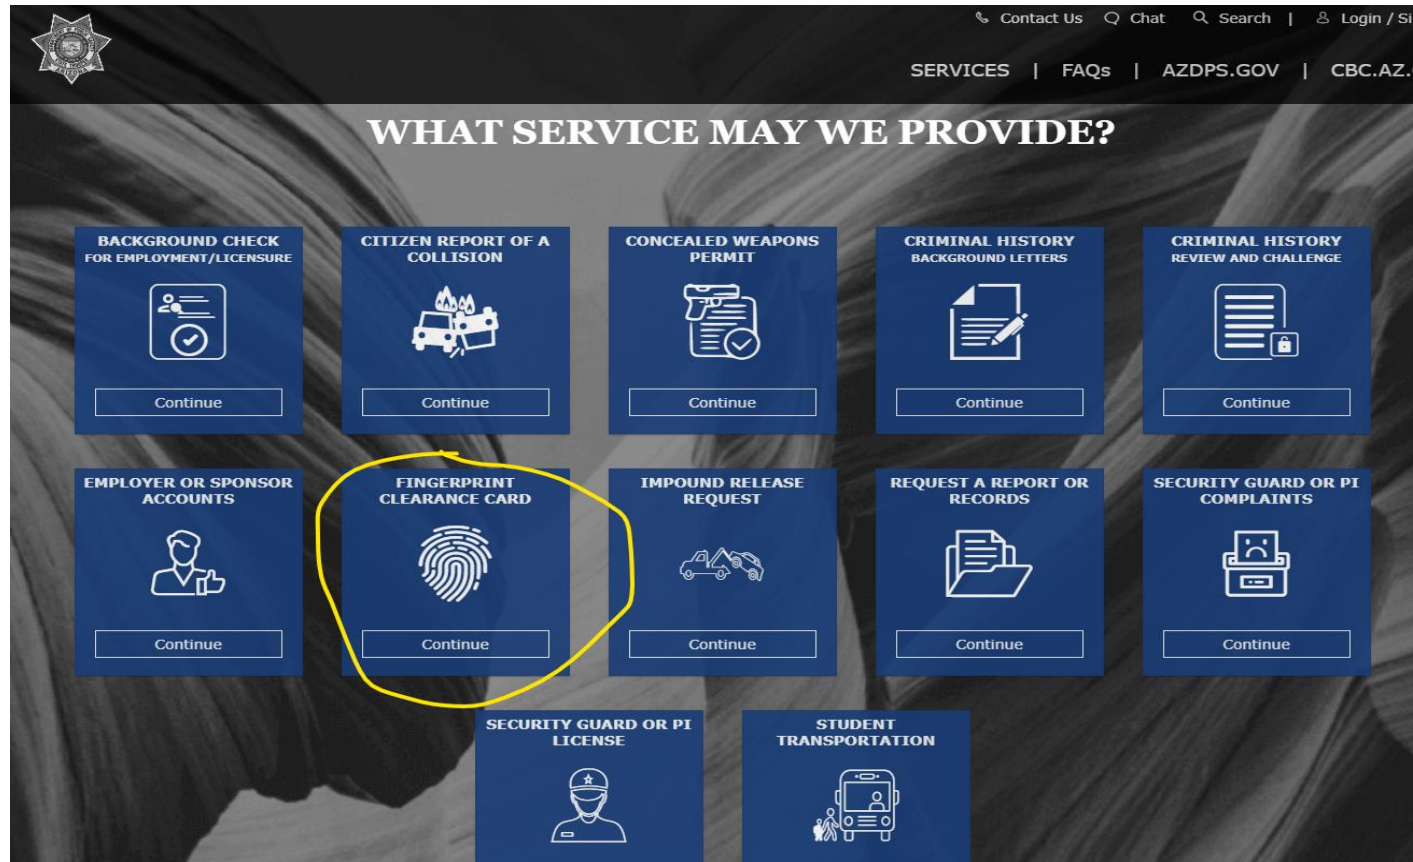 Contact Us Chat Search | Login / Si
SERVICES | FAQs | AZDPS.GOV | CBC.AZ.
WHAT SERVICE MAY WE PROVIDE?
BACKGROUND CHECK
FOR EMPLOYMENT/LICENSURE
Continue
CITIZEN REPORT OF A
COLLISION
Continue
CONCEALED WEAPONS
PERMIT
Continue
CRIMINAL HISTORY
BACKGROUND LETTERS
Continue
CRIMINAL HISTORY
REVIEW AND CHALLENGE
Continue
EMPLOYER OR SPONSOR
ACCOUNTS
Continue
FINGERPRINT
CLEARANCE CARD
Continue
IMPOUND RELEASE
REQUEST
Continue
REQUEST A REPORT OR
RECORDS
Continue
SECURITY GUARD OR PI
COMPLAINTS
Continue
SECURITY GUARD OR PI
LICENSE
STUDENT
TRANSPORTATION